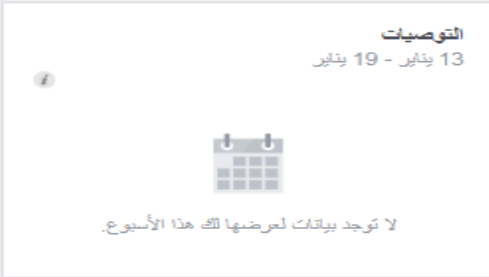 التوصيات
13 يناير - 19 يناير
i
لا توجد بيانات لعرضها لك هذا الأسبوع.